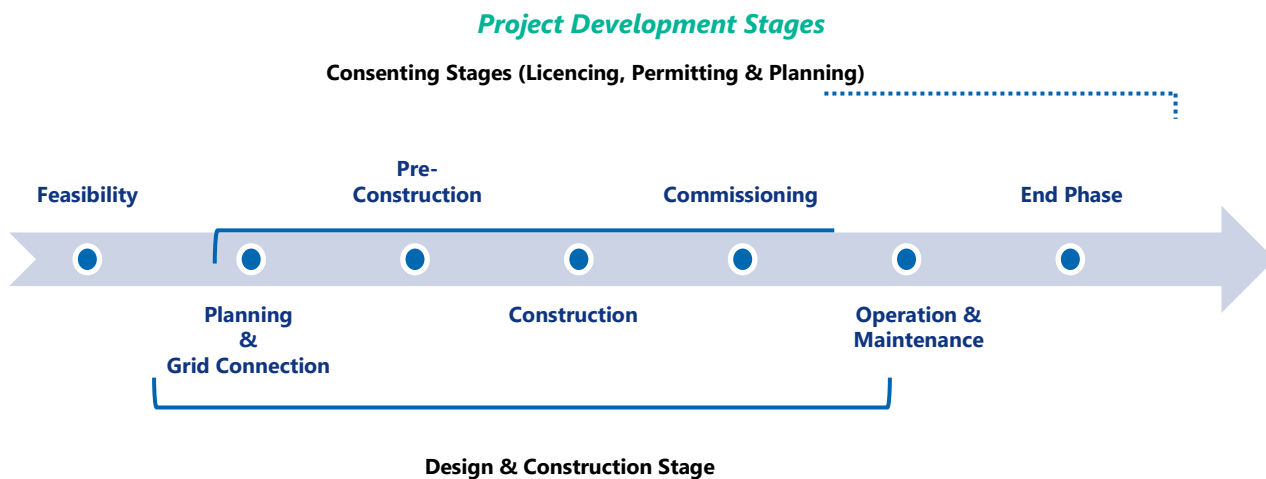 Project Development Stages
Consenting Stages (Licencing, Permitting & Planning)
Feasibility
Pre-
Construction
Commissioning
End Phase
Planning
&
Grid Connection
Construction
Operation &
Maintenance
Design & Construction Stage